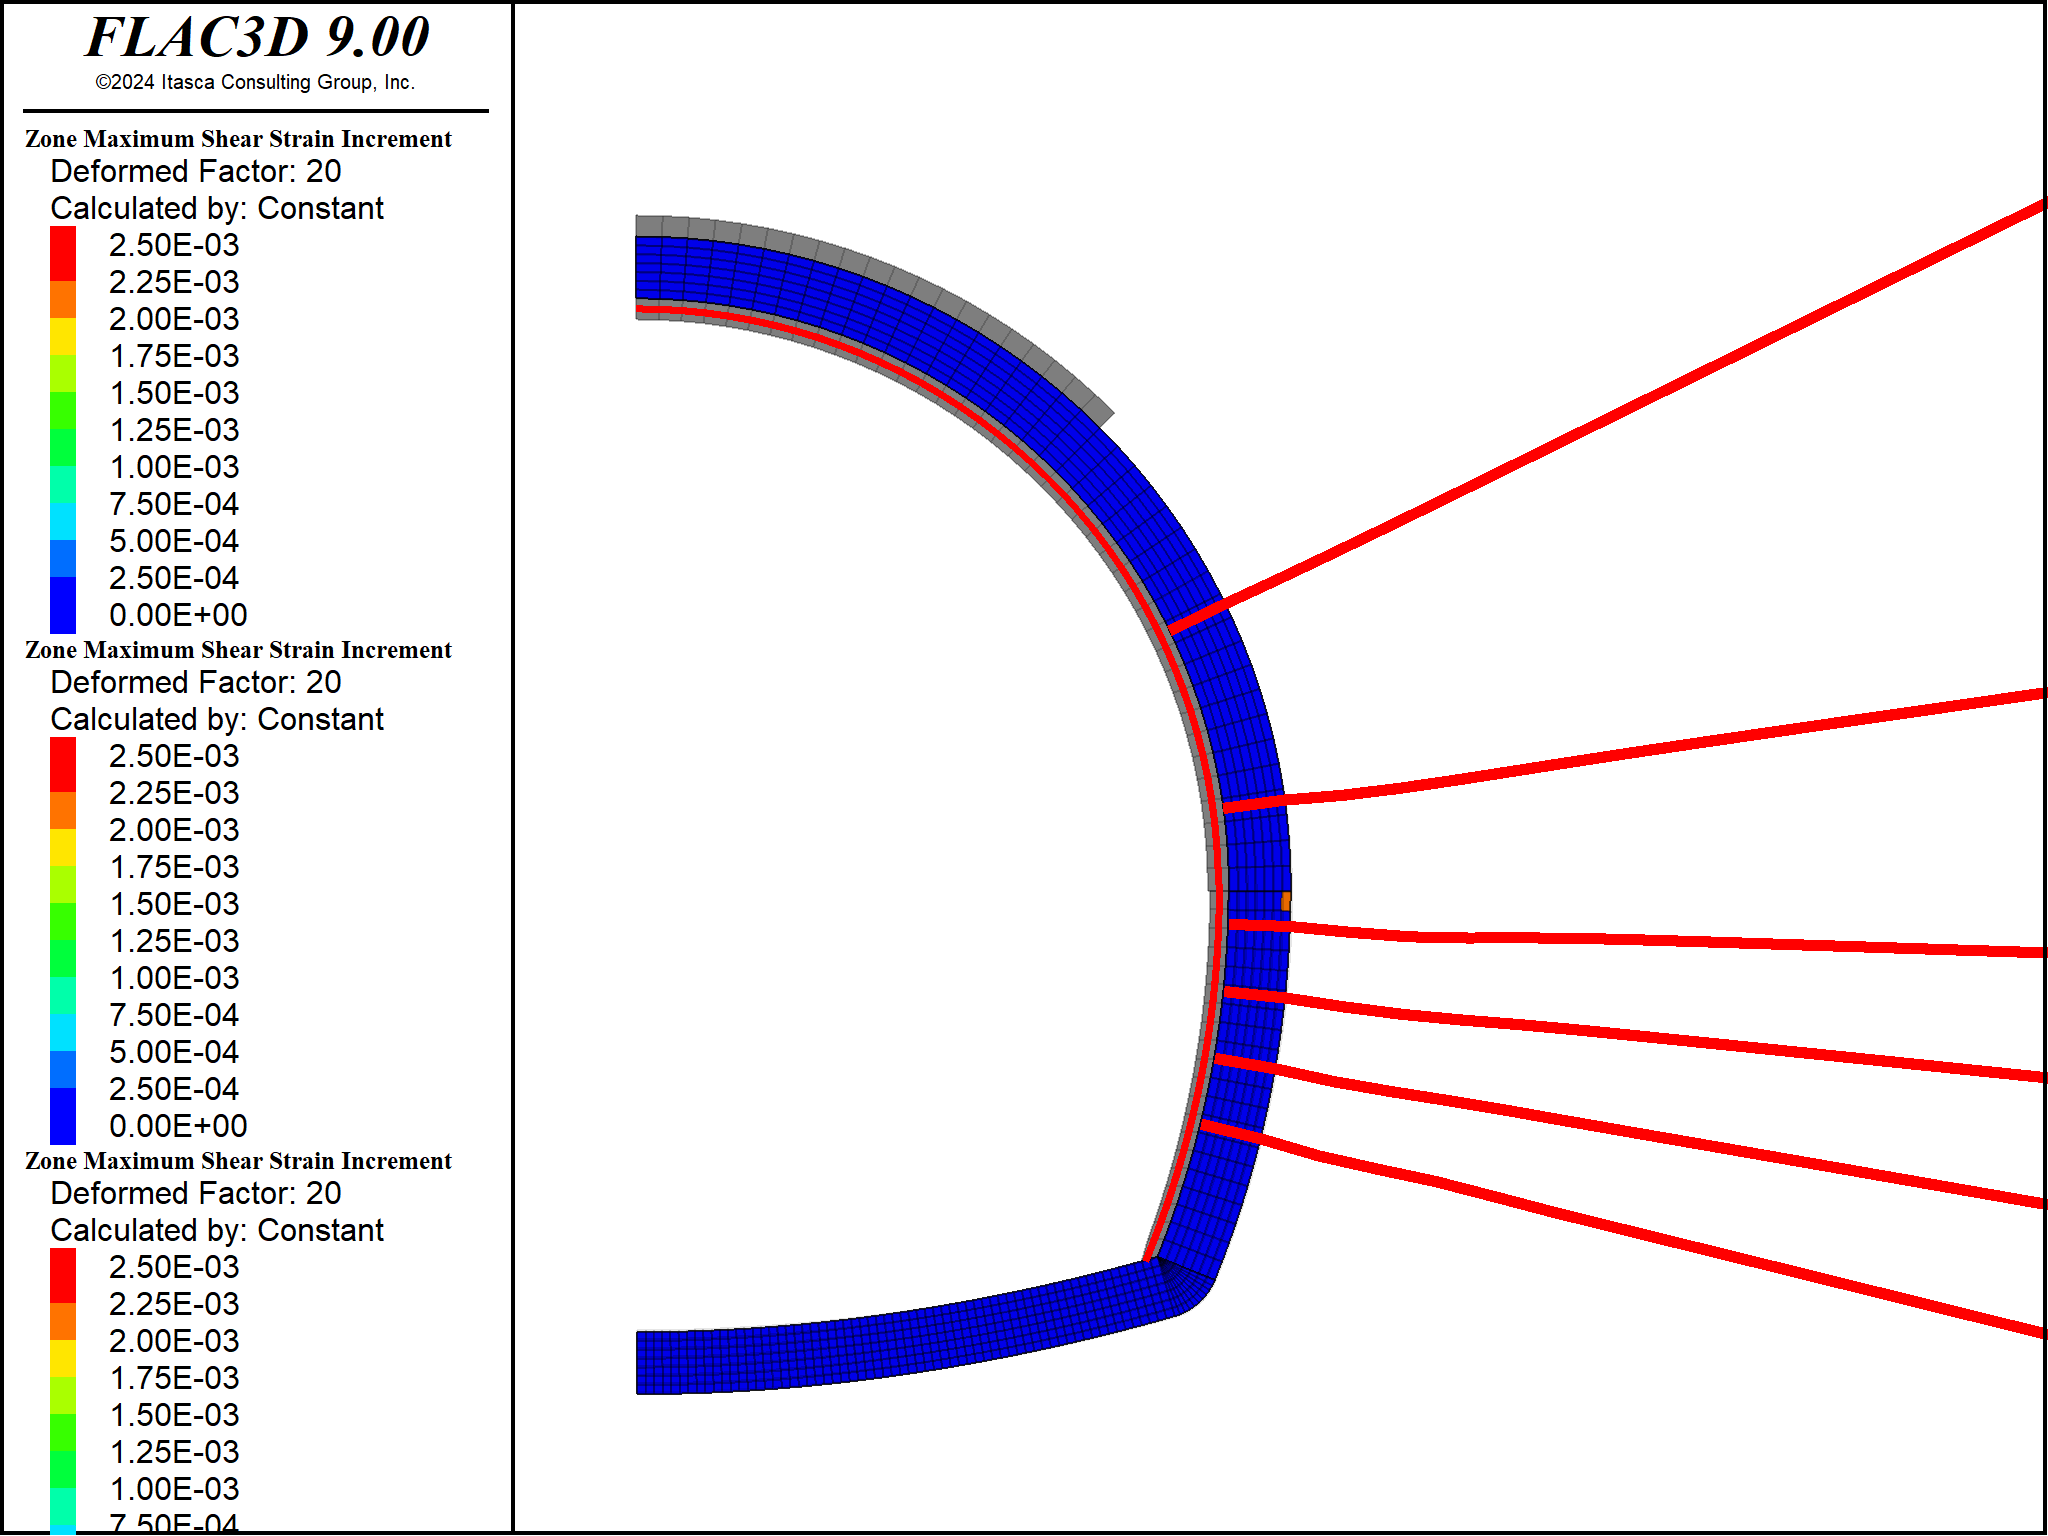 FLAC3D 9.00
©2024 Itasca Consulting Group, Inc.
Zone Maximum Shear Strain Increment
Deformed Factor: 20
Calculated by: Constant
2.50E-03
2.25E-03
2.00E-03
1.75E-03
1.50E-03
1.25E-03
1.00E-03
7.50E-04
5.00E-04
2.50E-04
0.00E+00
Zone Maximum Shear Strain Increment
Deformed Factor: 20
Calculated by: Constant
2.50E-03
2.25E-03
2.00E-03
1.75E-03
1.50E-03
1.25E-03
1.00E-03
7.50E-04
5.00E-04
2.50E-04
0.00E+00
Zone Maximum Shear Strain Increment
Deformed Factor: 20
Calculated by: Constant
2.50E-03
2.25E-03
2.00E-03
1.75E-03
1.50E-03
1.25E-03
1.00E-03
7.50E-04